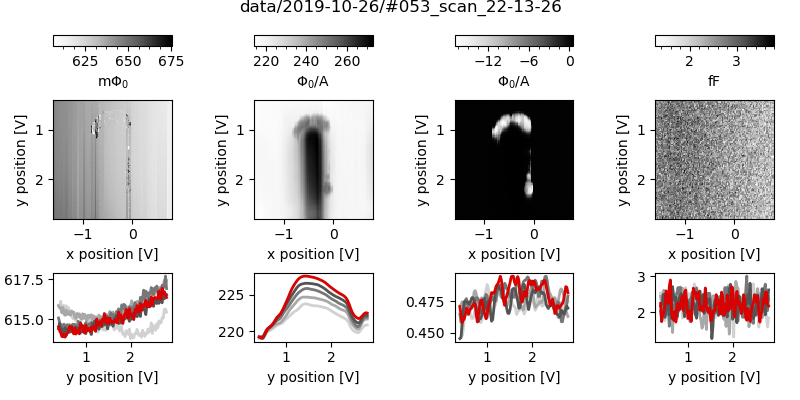 data/2019-10-26/#053_scan_22-13-26
625 650 675
220 240 260
−12 −6 0
2 3
mΦ0
Φ0/A
Φ0/A
fF
y position [V]
1
2
−1 0
x position [V]
y position [V]
1
2
−1 0
x position [V]
y position [V]
1
2
−1 0
x position [V]
y position [V]
1
2
−1 0
x position [V]
617.5
615.0
1 2
y position [V]
225
220
1 2
y position [V]
0.475
0.450
1 2
y position [V]
3
2
1 2
y position [V]